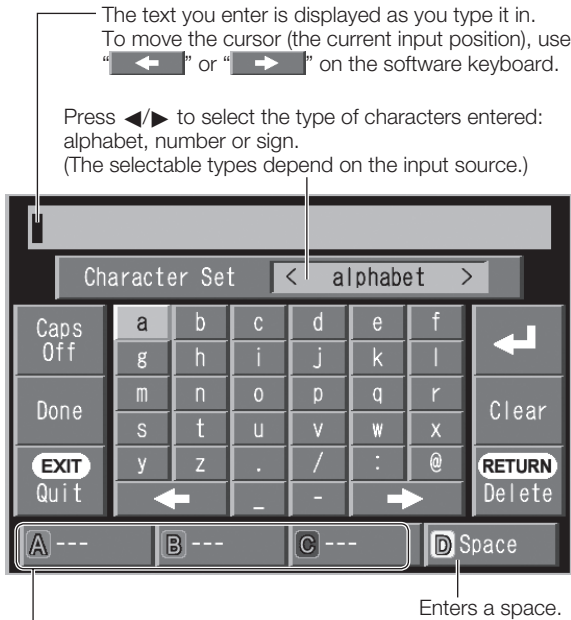 The text you enter is displayed as you type it in.
To move the cursor (the current input position), use
“ ← ” or “ → ” on the software keyboard.
Press ◀/▶ to select the type of characters entered:
alphabet, number or sign.
(The selectable types depend on the input source.)
Character Set < alphabet >
Caps
Off
a b c d e f
g h i j k l
Done
m n o p q r
Clear
s t u v w x
EXIT
Quit
y z . / : @
RETURN
Delete
← _ - →
A --- B --- C --- D Space
Enters a space.